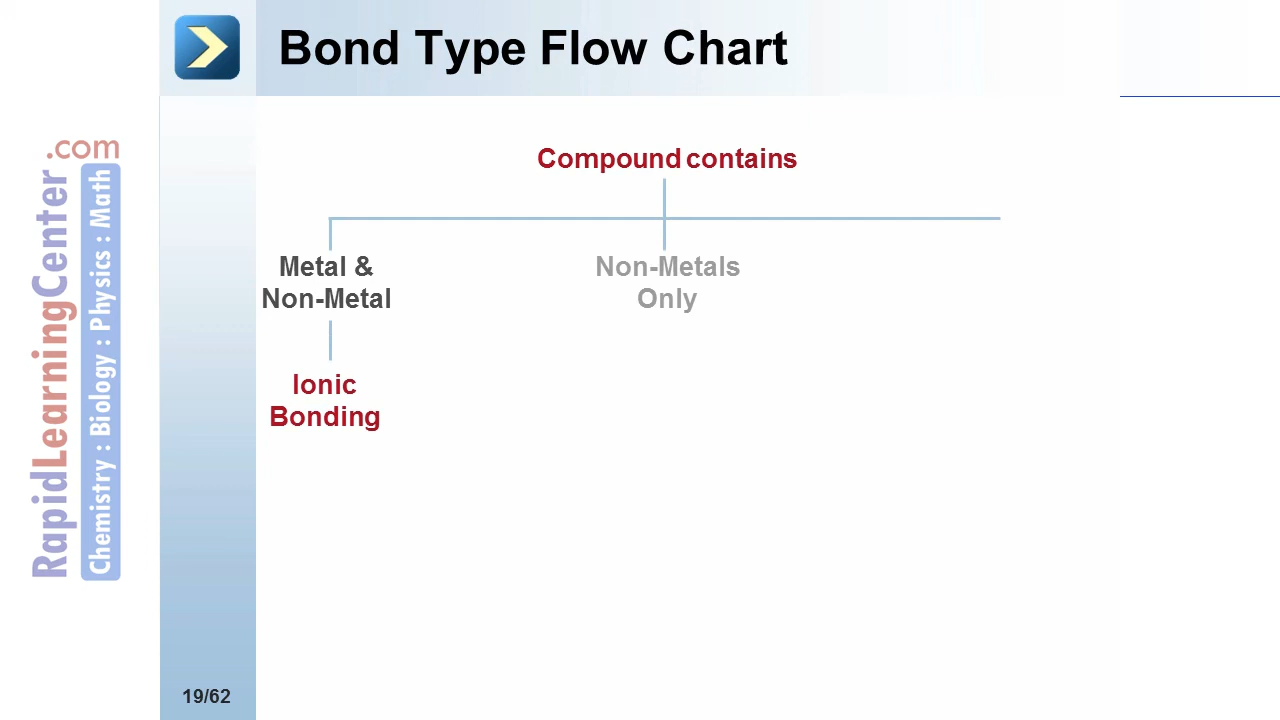 Bond Type Flow Chart
Compound contains
Metal &
Non-Metal
Non-Metals
Only
Ionic
Bonding
RapidLearningCenter.com
Chemistry : Biology : Physics : Math
19/62